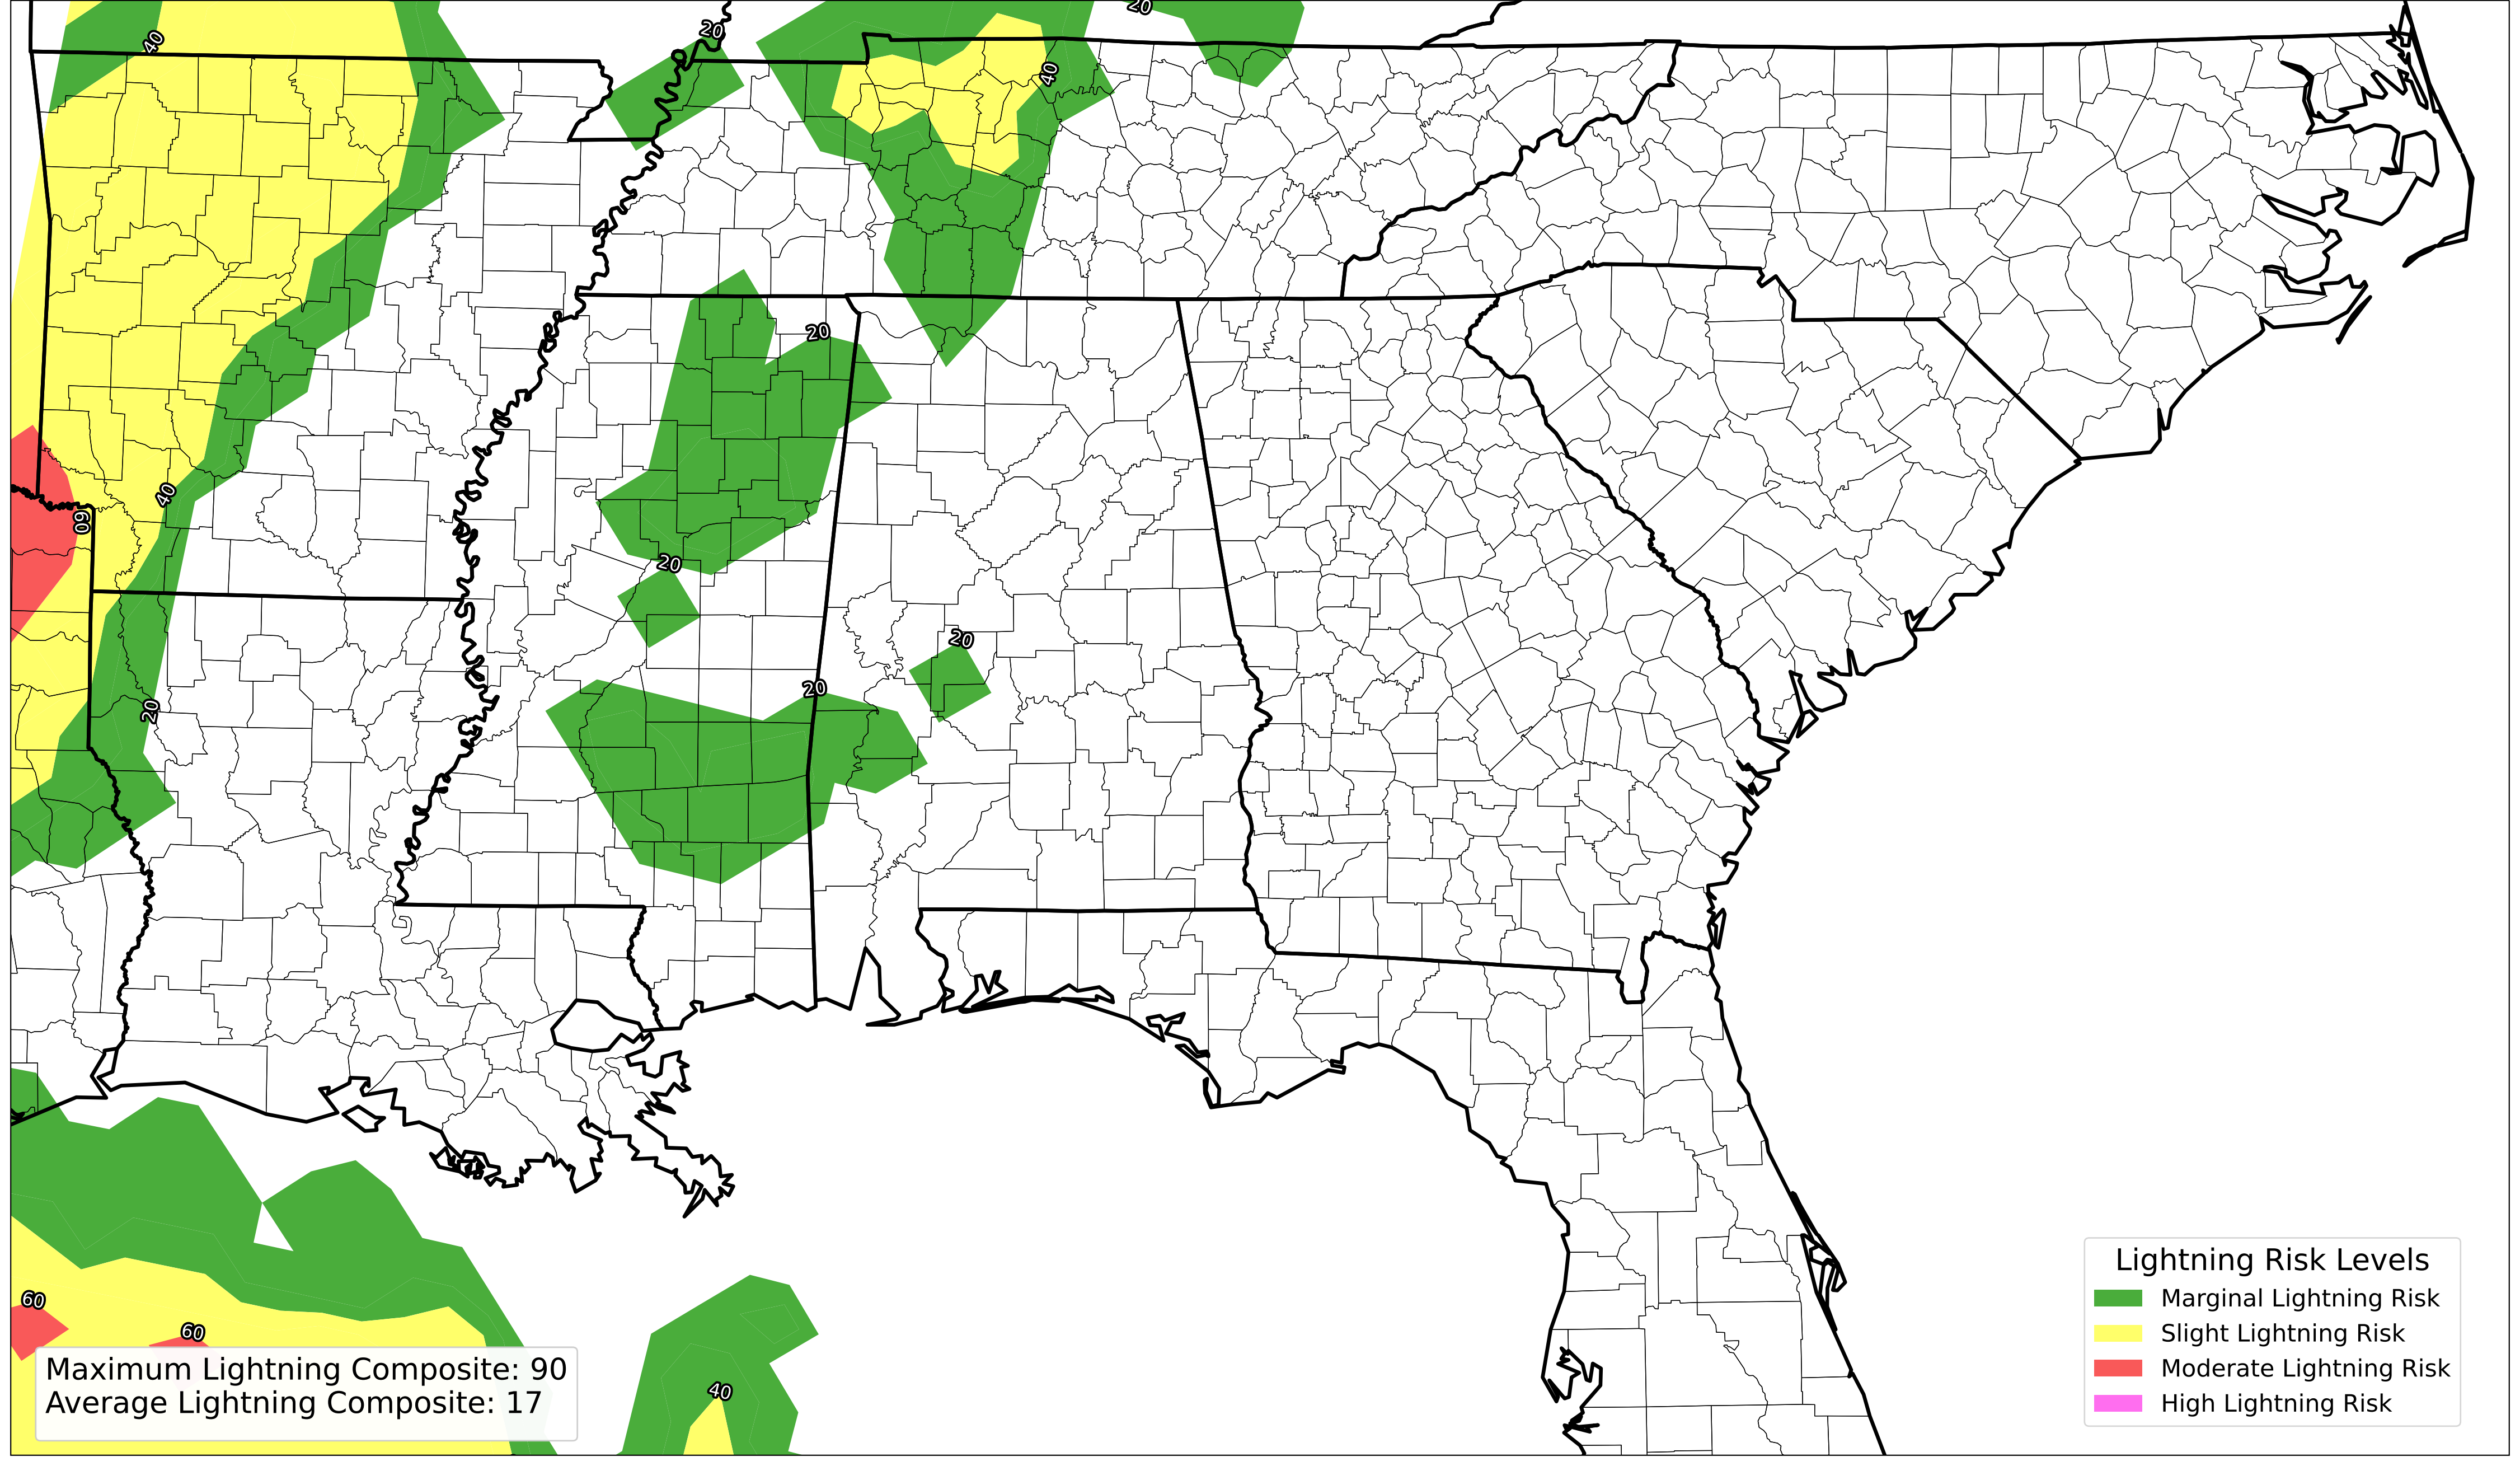 20
20
40
40
20
40
60
20
20
20
20
60
60
40
Maximum Lightning Composite: 90
Average Lightning Composite: 17
Lightning Risk Levels
Marginal Lightning Risk
Slight Lightning Risk
Moderate Lightning Risk
High Lightning Risk